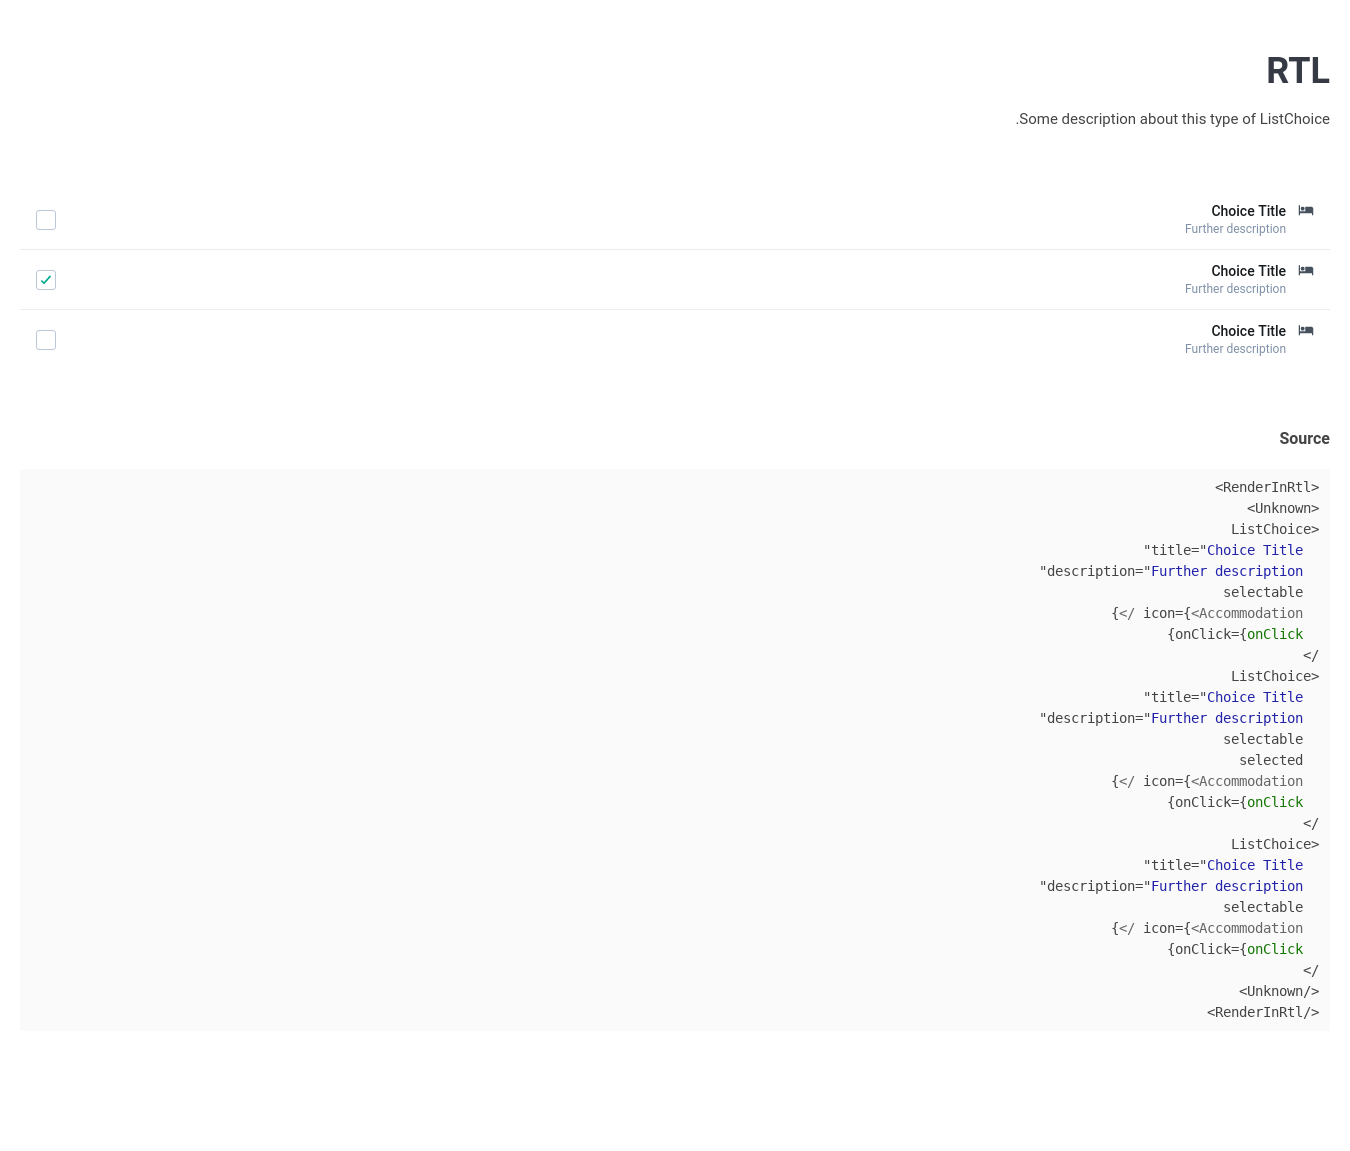 RTL
.Some description about this type of ListChoice
Choice Title
Further description
Choice Title
Further description
Choice Title
Further description
Source
<RenderInRtl>
<Unknown>
ListChoice>
"title="Choice Title
"description="Further description
selectable
{</ icon={<Accommodation
{onClick={onClick
</
ListChoice>
"title="Choice Title
"description="Further description
selectable
selected
{</ icon={<Accommodation
{onClick={onClick
</
ListChoice>
"title="Choice Title
"description="Further description
selectable
{</ icon={<Accommodation
{onClick={onClick
</
<Unknown/>
<RenderInRtl/>